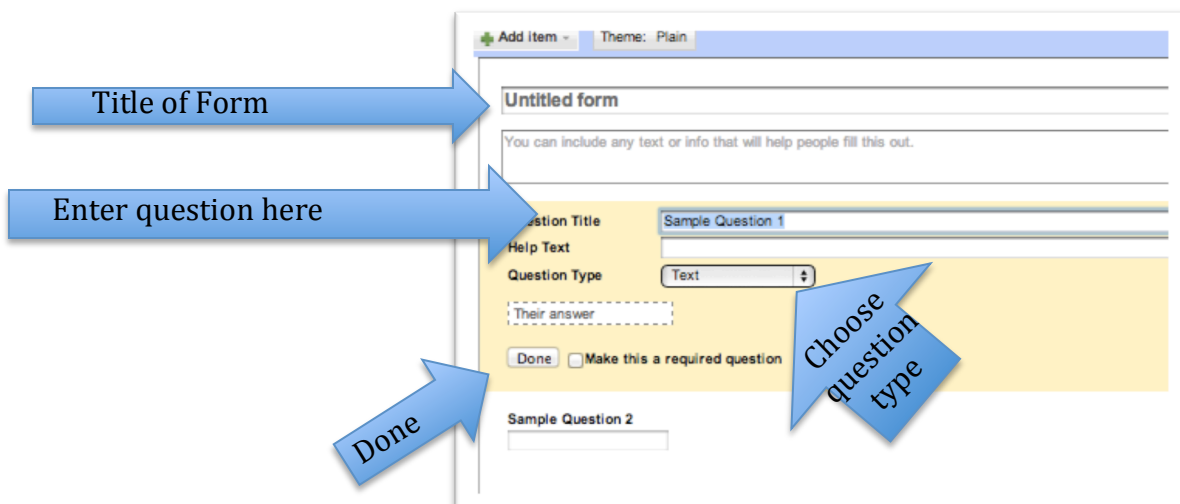 Add item Theme: Plain
Title of Form
Untitled form
You can include any text or info that will help people fill this out.
Enter question here
estion Title Sample Question 1
Help Text
Question Type Text
Their answer
Choose
question
type
Done Make this a required question
Done
Sample Question 2